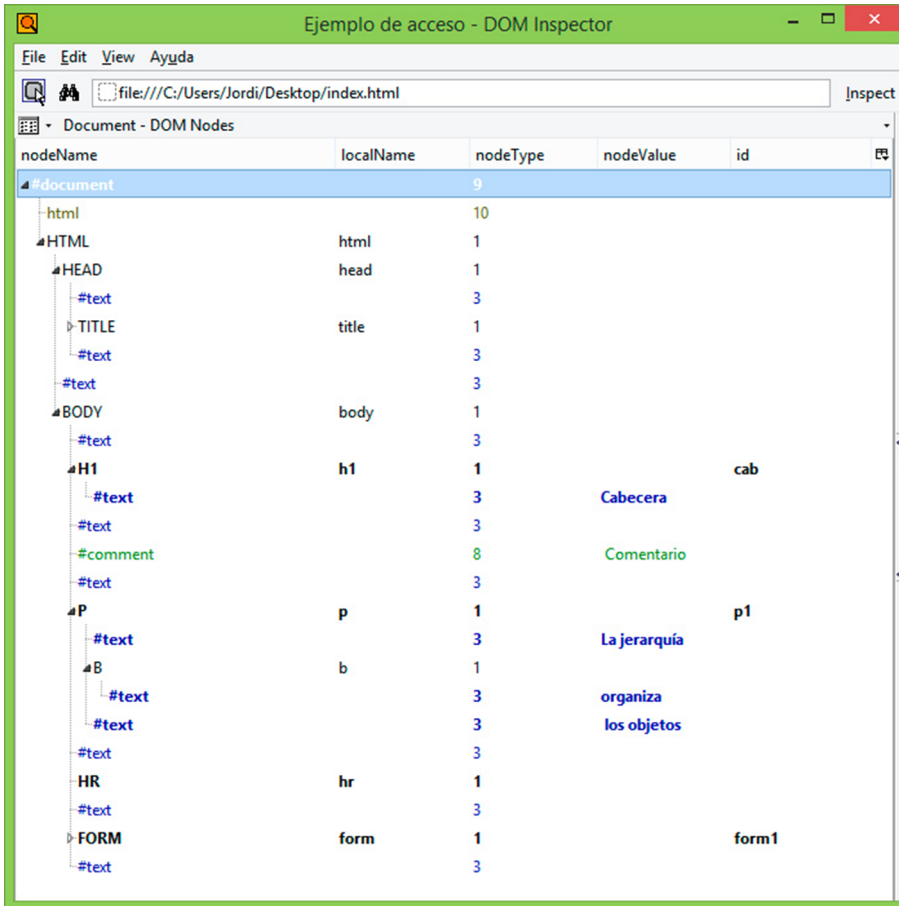 Ejemplo de acceso - DOM Inspector
File Edit View Ayuda
file:///C:/Users/Jordi/Desktop/index.html Inspect
Document - DOM Nodes
nodeName localName nodeType nodeValue id
#document 9
html 10
HTML html 1
HEAD head 1
#text 3
TITLE title 1
#text 3
#text 3
BODY body 1
#text 3
H1 h1 1 cab
#text 3 Cabecera
#text 3
#comment 8 Comentario
#text 3
P p 1 p1
#text 3 La jerarquía
B b 1
#text 3 organiza
#text 3 los objetos
#text 3
HR hr 1
#text 3
FORM form 1 form1
#text 3